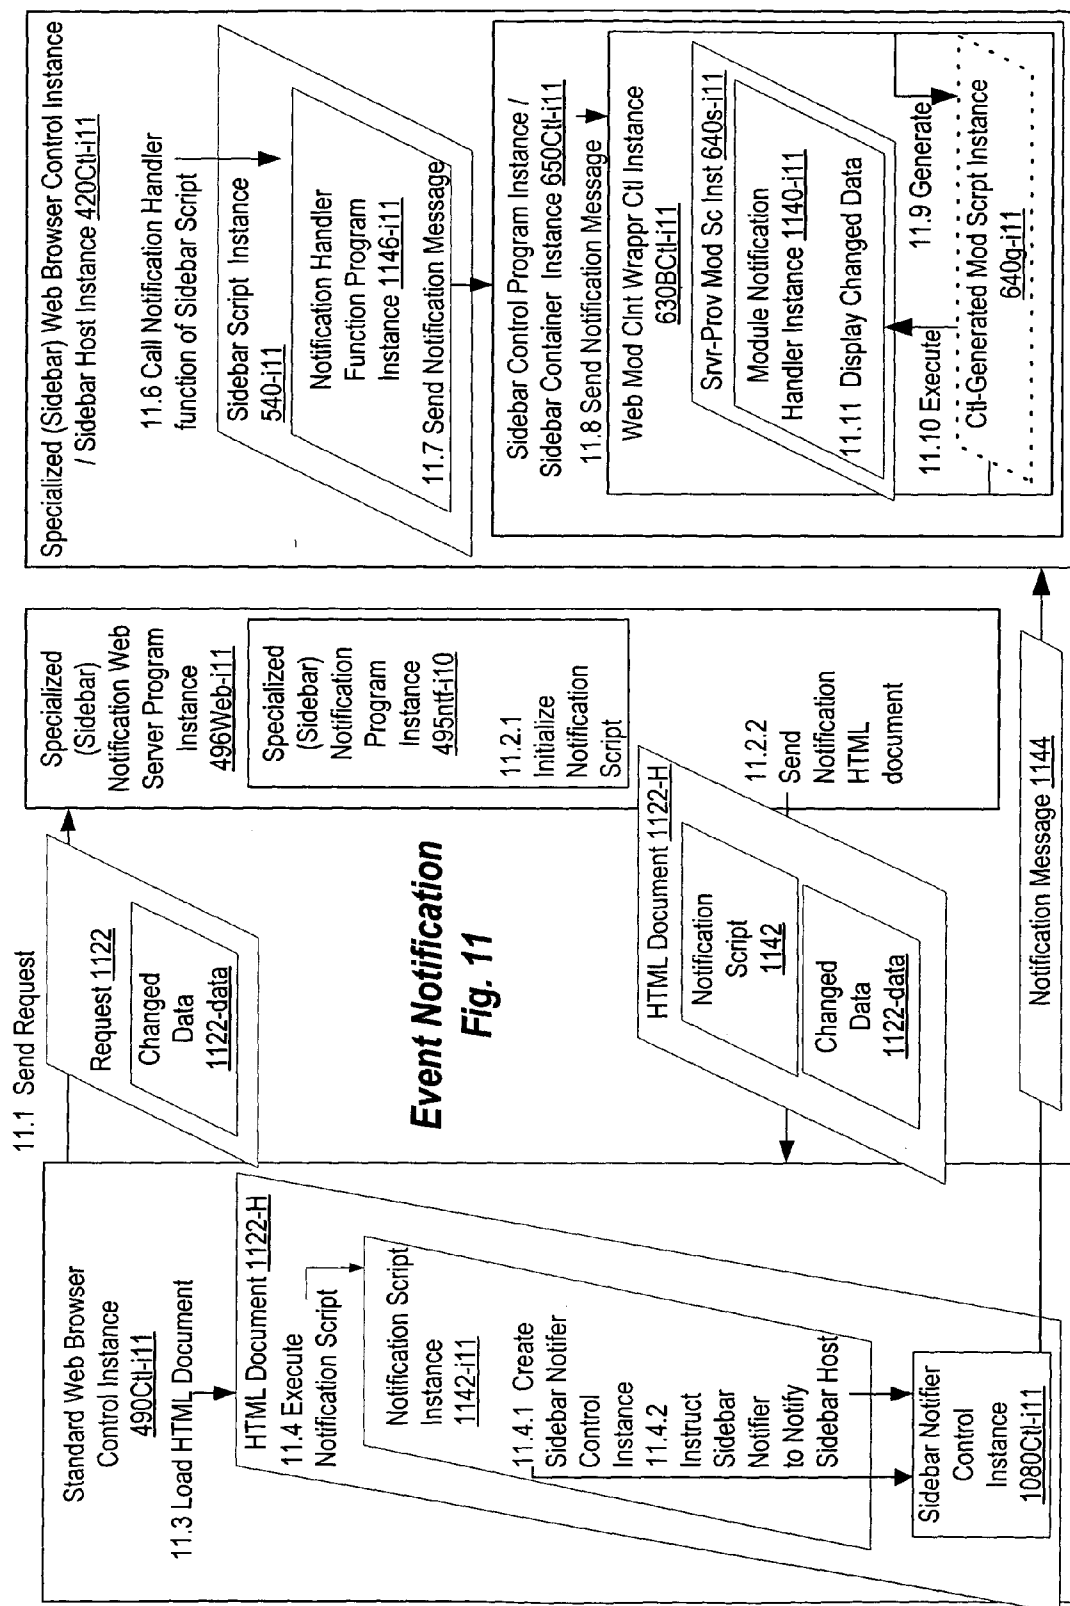 11.1 Send Request
Standard Web Browser
Control Instance
490Ctl-i11
11.3 Load HTML Document
HTML Document 1122-H
11.4 Execute
Notification Script
Notification Script
Instance
1142-i11
11.4.1 Create
Sidebar Notifer
Control
Instance
11.4.2
Instruct
Sidebar
Notifier
to Notify
Sidebar Host
Sidebar Notifier
Control
Instance
1080Ctl-i11
Request 1122
Changed
Data
1122-data
Event Notification
Fig. 11
HTML Document 1122-H
Notification
Script
1142
Changed
Data
1122-data
Notification Message 1144
Specialized
(Sidebar)
Notification Web
Server Program
Instance
496Web-i11
Specialized
(Sidebar)
Notification
Program
Instance
495ntf-i10
11.2.1
Initialize
Notification
Script
11.2.2
Send
Notification
HTML
document
Specialized (Sidebar) Web Browser Control Instance
/ Sidebar Host Instance 420Ctl-i11
11.6 Call Notification Handler
function of Sidebar Script
Sidebar Script Instance
540-i11
Notification Handler
Function Program
Instance 1146-i11
11.7 Send Notification Message
Sidebar Control Program Instance /
Sidebar Container Instance 650Ctl-i11
11.8 Send Notification Message
Web Mod Clnt Wrappr Ctl Instance
630BCtl-i11
Srvr-Prov Mod Sc Inst 640s-i11
Module Notification
Handler Instance 1140-i11
11.11 Display Changed Data
11.10 Execute
11.9 Generate
Ctl-Generated Mod Scrpt Instance
640g-i11